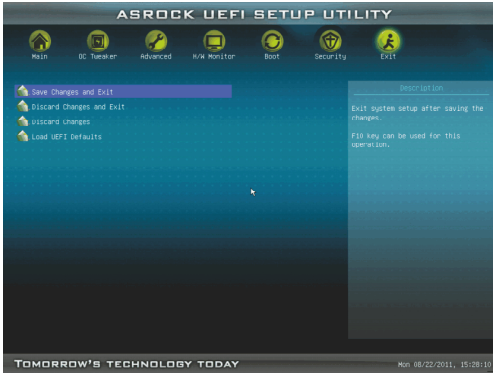 ASROCK UEFI SETUP UTILITY
Main OC Tweaker Advanced H/W Monitor Boot Security Exit
Save Changes and Exit
Discard Changes and Exit
Discard Changes
Load UEFI Defaults
Description
Exit system setup after saving the
changes.
F10 key can be used for this
operation.
TOMORROW'S TECHNOLOGY TODAY
Mon 08/22/2011, 15:28:10